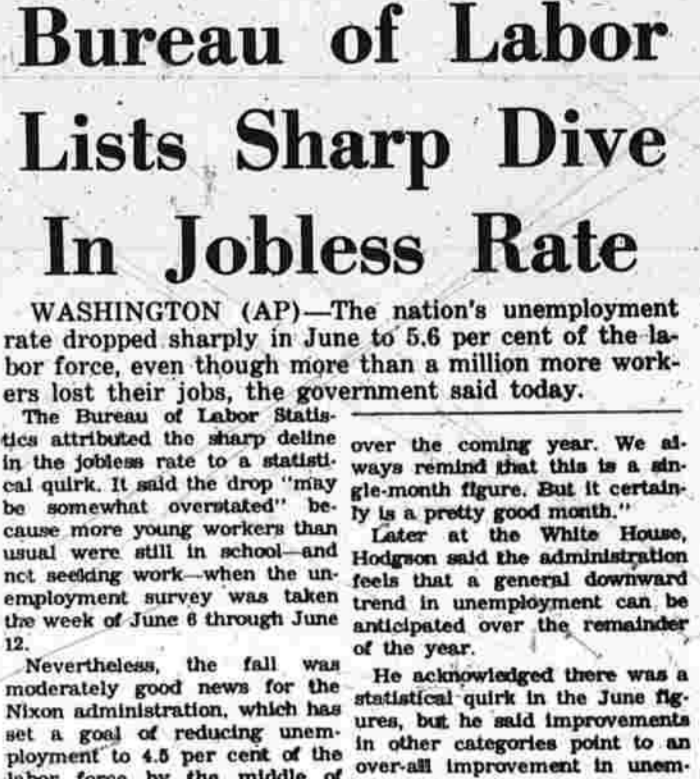 Bureau of Labor
Lists Sharp Dive
In Jobless Rate
WASHINGTON (AP)—The nation's unemployment
rate dropped sharply in June to 5.6 per cent of the la-
bor force, even though more than a million more work-
ers lost their jobs, the government said today.
The Bureau of Labor Statis-
tics attributed the sharp deline
in the jobless rate to a statisti-
cal quirk. It said the drop "may
be somewhat overstated" be-
cause more young workers than
usual were still in school—and
not seeking work—when the un-
employment survey was taken
the week of June 6 through June
12.
Nevertheless, the fall was
moderately good news for the
Nixon administration, which has
set a goal of reducing unem-
ployment to 4.5 per cent of the
labor force by the middle of
over the coming year. We al-
ways remind that this is a sin-
gle-month figure. But it certain-
ly is a pretty good month."
Later at the White House,
Hodgson said the administration
feels that a general downward
trend in unemployment can be
anticipated over the remainder
of the year.
He acknowledged there was a
statistical quirk in the June fig-
ures, but he said improvements
in other categories point to an
over-all improvement in unem-